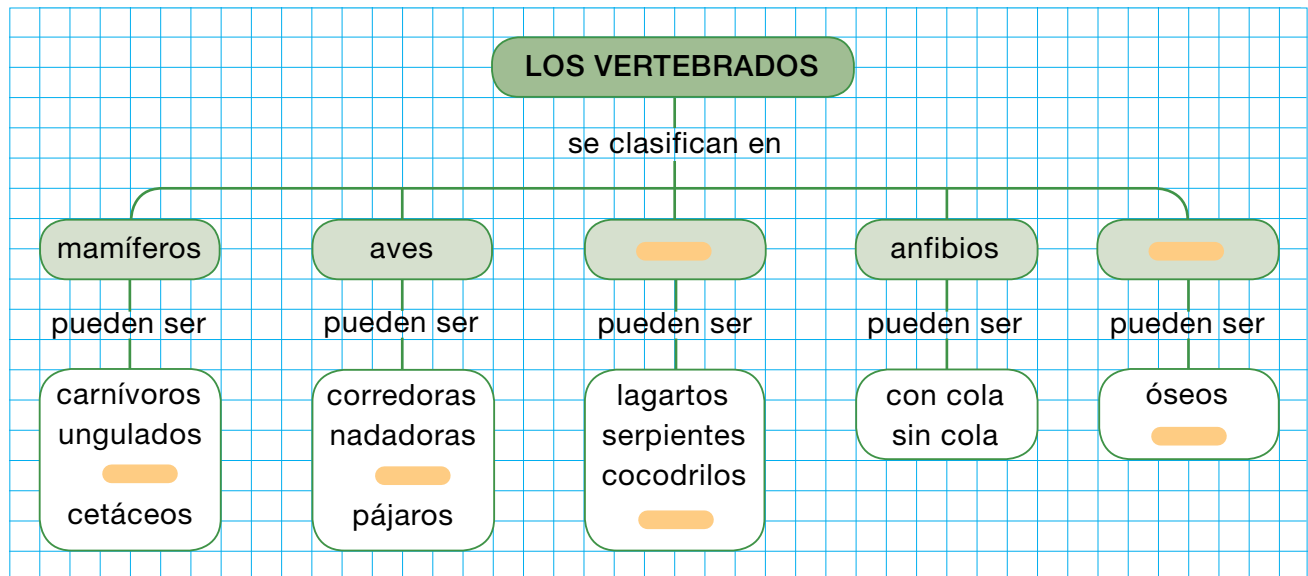 LOS VERTEBRADOS
se clasifican en
mamíferos
aves
anfibios
pueden ser
pueden ser
pueden ser
pueden ser
pueden ser
carnívoros
ungulados
cetáceos
corredoras
nadadoras
pájaros
lagartos
serpientes
cocodrilos
con cola
sin cola
óseos